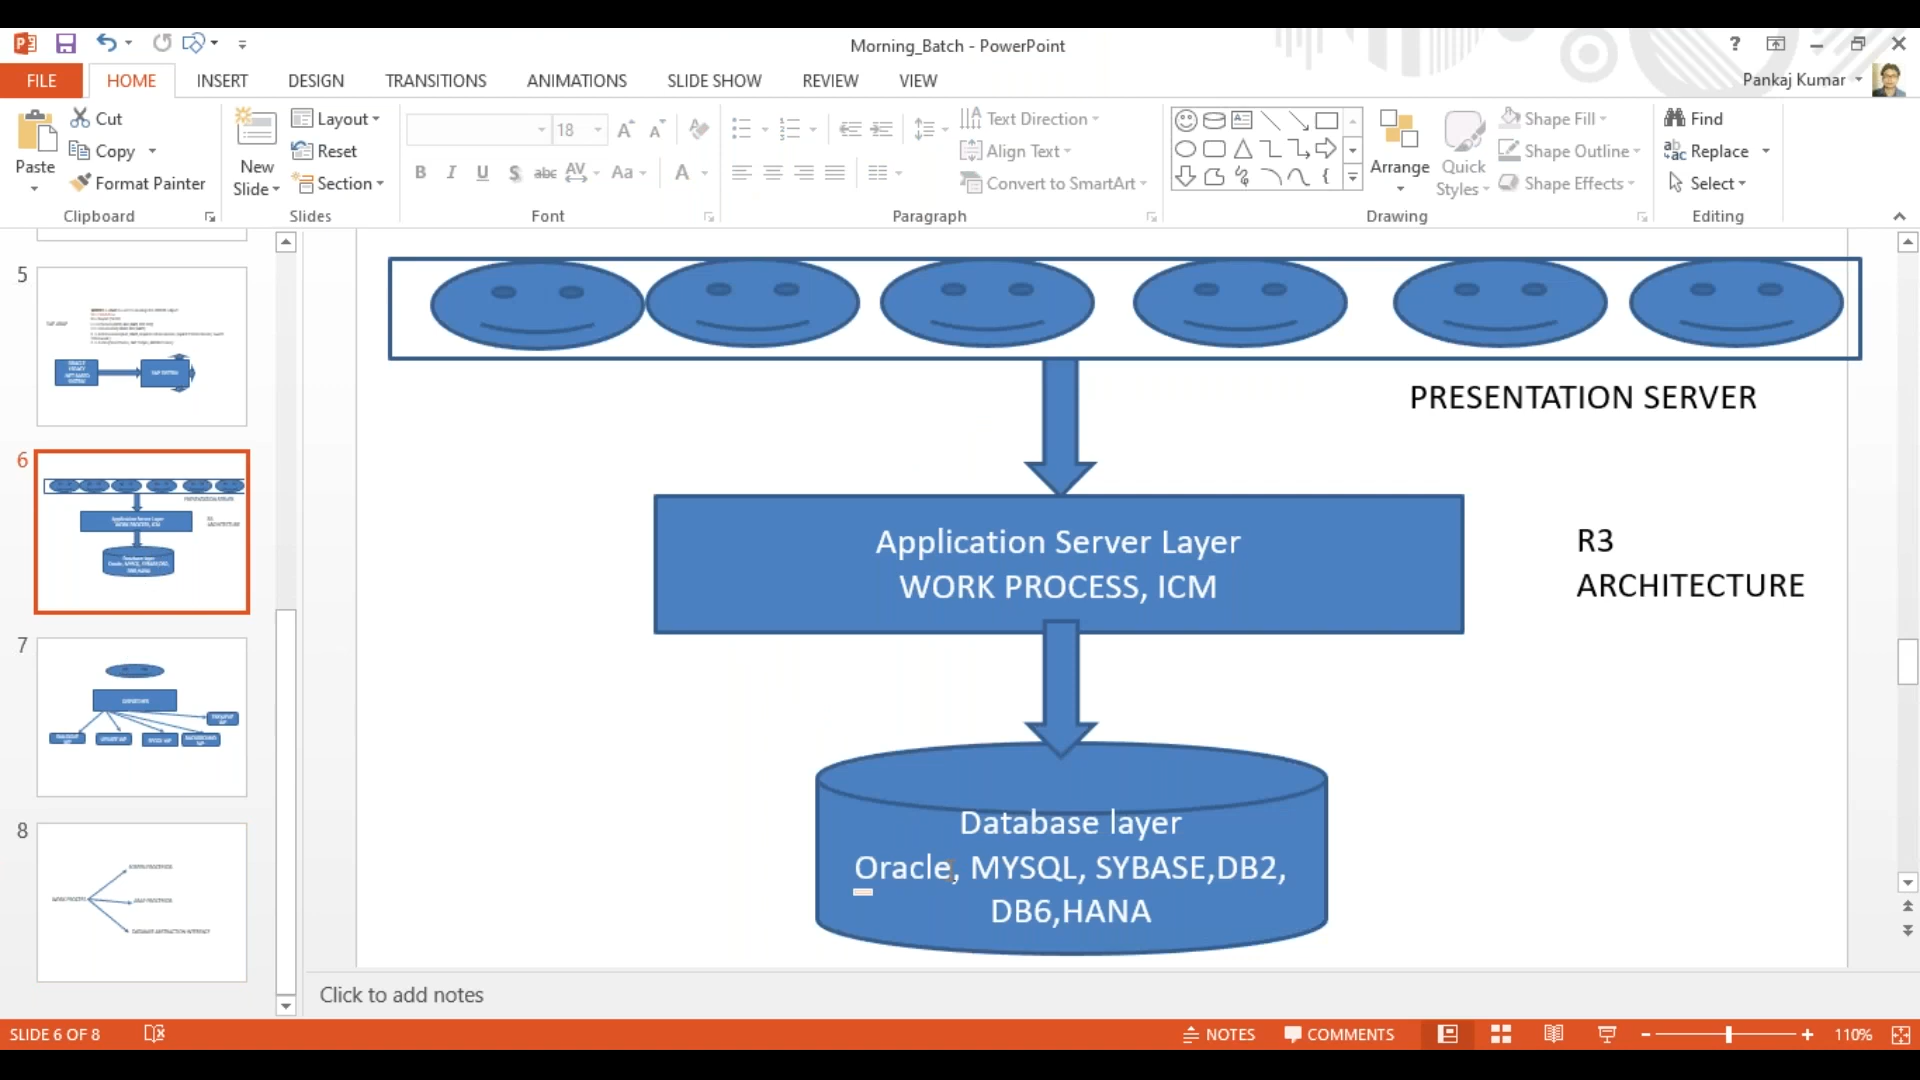 Morning_Batch - PowerPoint
?
FILE
HOME
INSERT
DESIGN
TRANSITIONS
ANIMATIONS
SLIDE SHOW
REVIEW
VIEW
Pankaj Kumar
Paste
Cut
Copy
Format Painter
Clipboard
New
Slide
Layout
Reset
Section
Slides
18
B I U S abc AV Aa A
Font
Text Direction
Align Text
Convert to SmartArt
Paragraph
Arrange
Quick
Styles
Shape Fill
Shape Outline
Shape Effects
Drawing
Find
Replace
Select
Editing
5
6
7
8
PRESENTATION SERVER
Application Server Layer
WORK PROCESS, ICM
R3
ARCHITECTURE
Database layer
Oracle, MYSQL, SYBASE,DB2,
DB6,HANA
Click to add notes
SLIDE 6 OF 8
NOTES
COMMENTS
110%